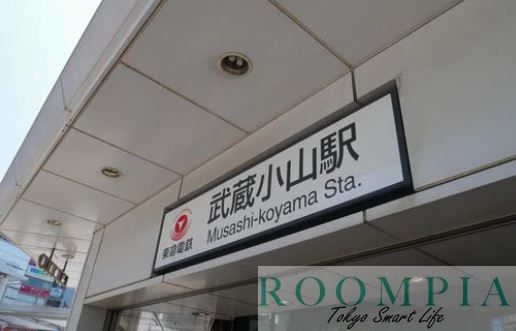 武蔵小山駅
Musashi-koyama Sta.
東急電鉄
ROOMPIA
Tokyo Smart Life